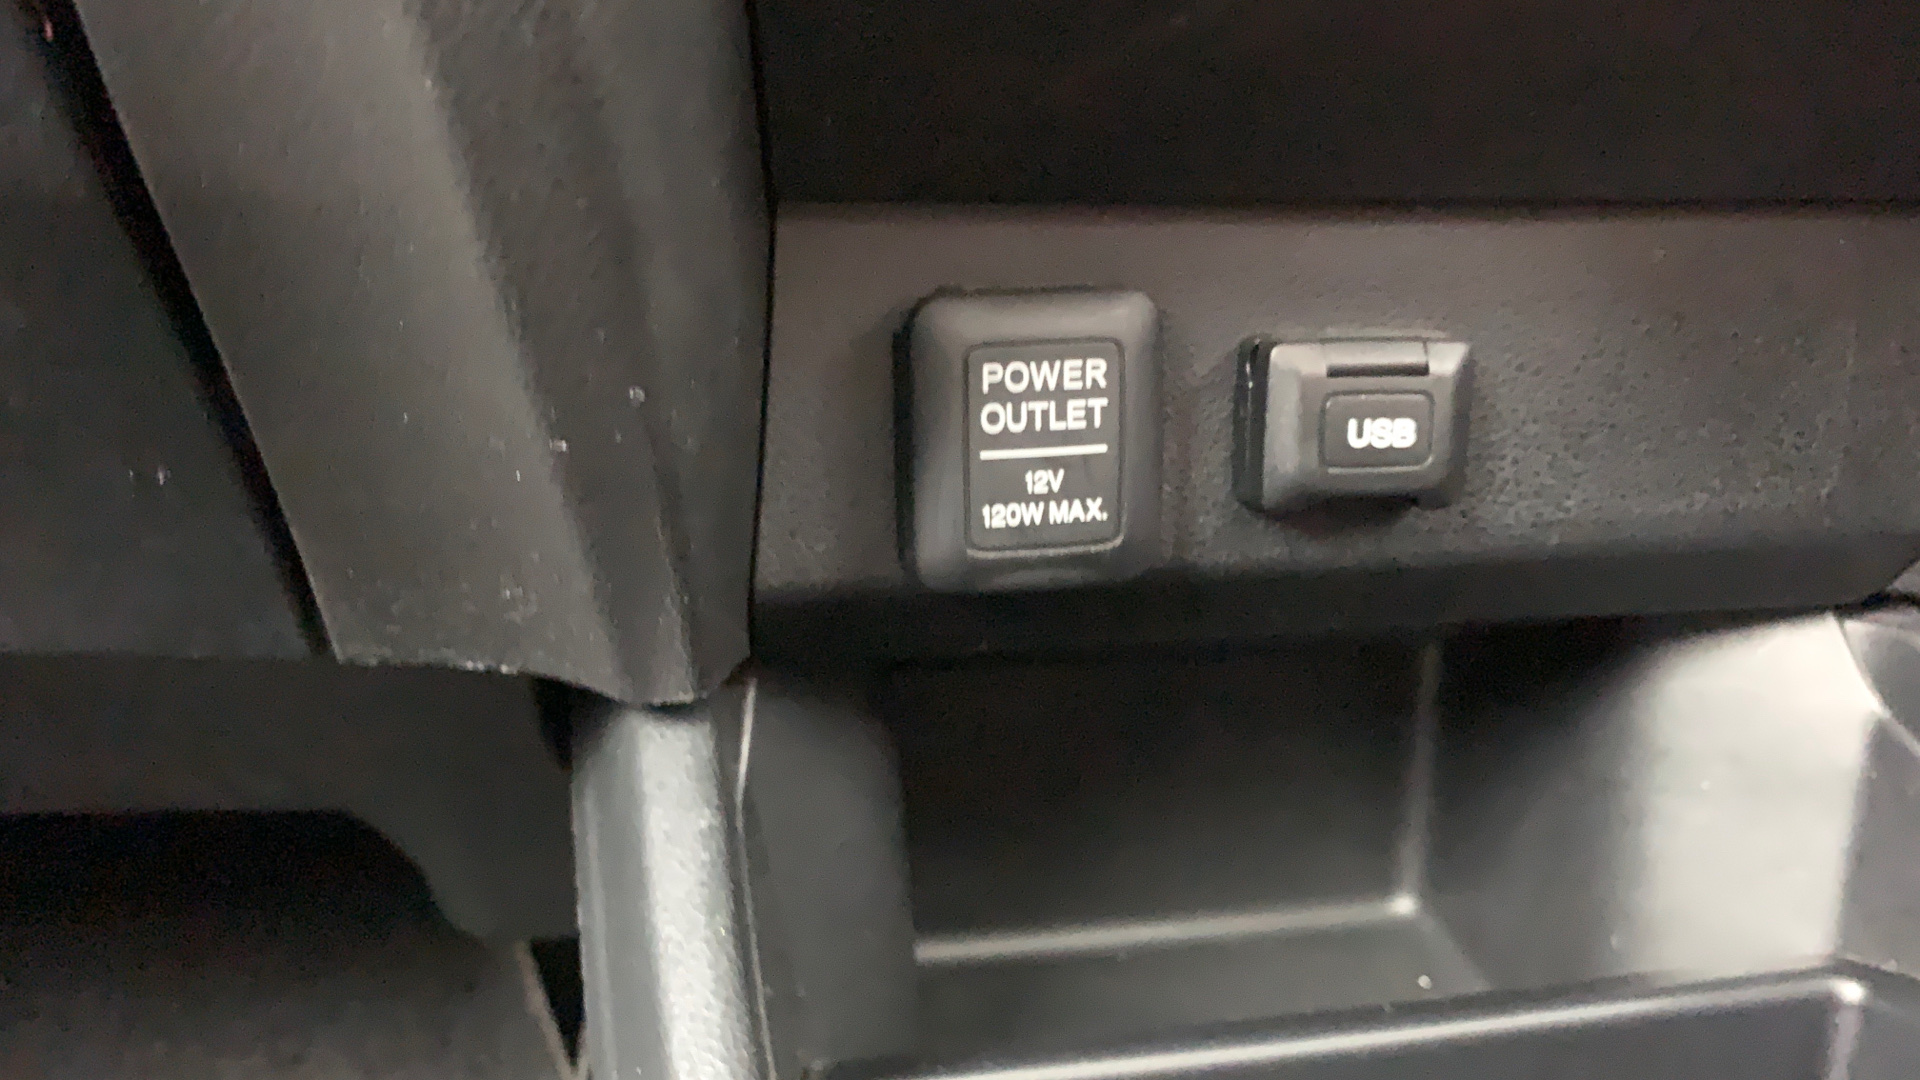 POWER
OUTLET
12V
120W MAX.
USB